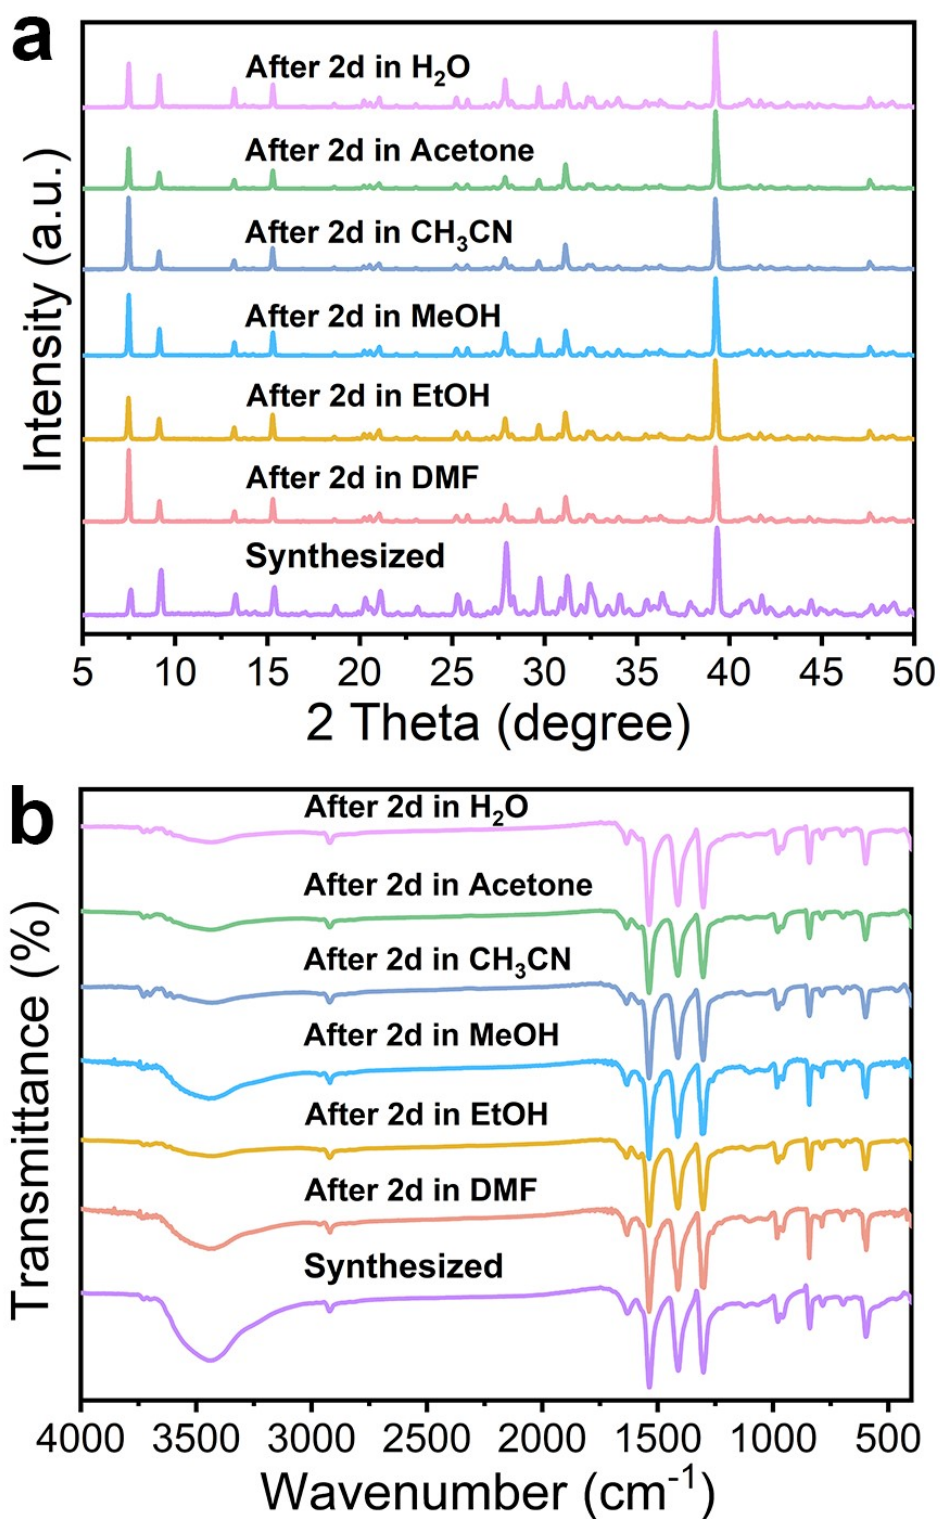 a
Intensity (a.u.)
After 2d in H₂O
After 2d in Acetone
After 2d in CH₃CN
After 2d in MeOH
After 2d in EtOH
After 2d in DMF
Synthesized
5 10 15 20 25 30 35 40 45 50
2 Theta (degree)
b
Transmittance (%)
After 2d in H₂O
After 2d in Acetone
After 2d in CH₃CN
After 2d in MeOH
After 2d in EtOH
After 2d in DMF
Synthesized
4000 3500 3000 2500 2000 1500 1000 500
Wavenumber (cm⁻¹)